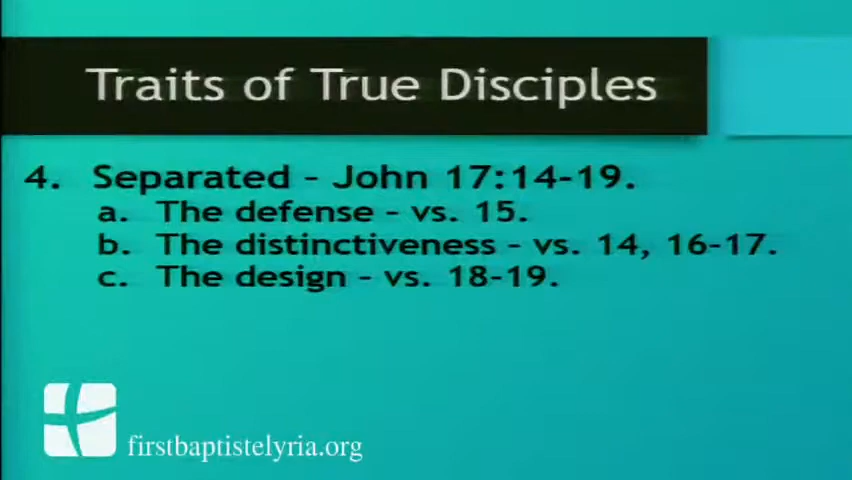 Traits of True Disciples
4. Separated – John 17:14-19.
a. The defense – vs. 15.
b. The distinctiveness – vs. 14, 16-17.
c. The design – vs. 18-19.
firstbaptistelyria.org